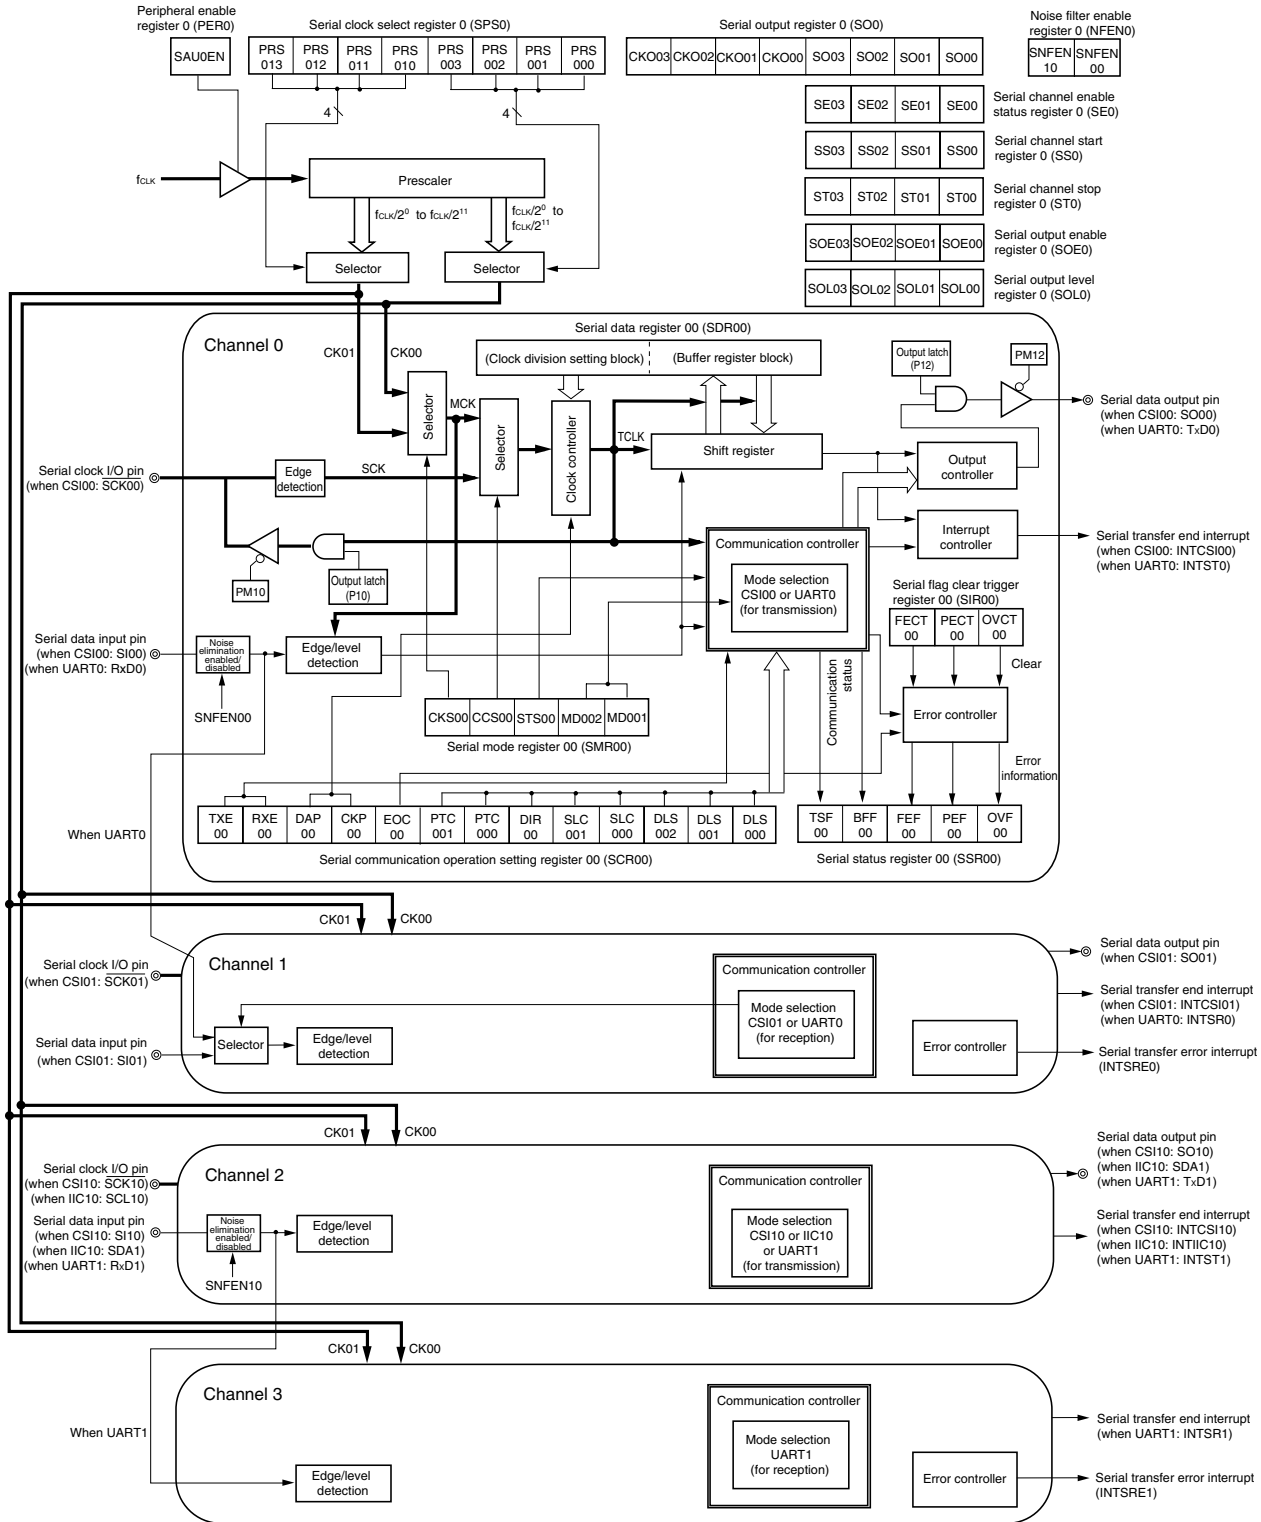 Peripheral enable
register 0 (PER0)
SAU0EN
Serial clock select register 0 (SPS0)
PRS 013
PRS 012
PRS 011
PRS 010
PRS 003
PRS 002
PRS 001
PRS 000
4
4
Serial output register 0 (SO0)
CKO03 CKO02 CKO01 CKO00 SO03 SO02 SO01 SO00
Noise filter enable
register 0 (NFEN0)
SNFEN 10
SNFEN 00
SE03 SE02 SE01 SE00
Serial channel enable
status register 0 (SE0)
SS03 SS02 SS01 SS00
Serial channel start
register 0 (SS0)
ST03 ST02 ST01 ST00
Serial channel stop
register 0 (ST0)
SOE03 SOE02 SOE01 SOE00
Serial output enable
register 0 (SOE0)
SOL03 SOL02 SOL01 SOL00
Serial output level
register 0 (SOL0)
fCLK
Prescaler
fCLK/2⁰ to fCLK/2¹¹
fCLK/2⁰ to
fCLK/2¹¹
Selector
Selector
Channel 0
CK01
CK00
Serial data register 00 (SDR00)
(Clock division setting block)
(Buffer register block)
Selector
MCK
Selector
Clock controller
TCLK
Shift register
Output latch
(P12)
PM12
Serial data output pin
(when CSI00: SO00)
(when UART0: TxD0)
Output
controller
Serial clock I/O pin
(when CSI00: SCK00)
Edge
detection
SCK
Interrupt
controller
Serial transfer end interrupt
(when CSI00: INTCSI00)
(when UART0: INTST0)
PM10
Output latch
(P10)
Communication controller
Mode selection
CSI00 or UART0
(for transmission)
Serial flag clear trigger
register 00 (SIR00)
FECT 00
PECT 00
OVCT 00
Clear
Serial data input pin
(when CSI00: SI00)
(when UART0: RxD0)
Noise
elimination
enabled/
disabled
SNFEN00
Edge/level
detection
Communication
status
Error controller
CKS00 CCS00 STS00 MD002 MD001
Serial mode register 00 (SMR00)
Error
information
When UART0
TXE 00
RXE 00
DAP 00
CKP 00
EOC 00
PTC 001
PTC 000
DIR 00
SLC 001
SLC 000
DLS 002
DLS 001
DLS 000
Serial communication operation setting register 00 (SCR00)
TSF 00
BFF 00
FEF 00
PEF 00
OVF 00
Serial status register 00 (SSR00)
CK01
CK00
Channel 1
Serial clock I/O pin
(when CSI01: SCK01)
Serial data input pin
(when CSI01: SI01)
Selector
Edge/level
detection
Communication controller
Mode selection
CSI01 or UART0
(for reception)
Error controller
Serial data output pin
(when CSI01: SO01)
Serial transfer end interrupt
(when CSI01: INTCSI01)
(when UART0: INTSR0)
Serial transfer error interrupt
(INTSRE0)
CK01
CK00
Channel 2
Serial clock I/O pin
(when CSI10: SCK10)
(when IIC10: SCL10)
Serial data input pin
(when CSI10: SI10)
(when IIC10: SDA1)
(when UART1: RxD1)
Noise
elimination
enabled/
disabled
SNFEN10
Edge/level
detection
Communication controller
Mode selection
CSI10 or IIC10
or UART1
(for transmission)
Serial data output pin
(when CSI10: SO10)
(when IIC10: SDA1)
(when UART1: TxD1)
Serial transfer end interrupt
(when CSI10: INTCSI10)
(when IIC10: INTIIC10)
(when UART1: INTST1)
CK01
CK00
Channel 3
When UART1
Edge/level
detection
Communication controller
Mode selection
UART1
(for reception)
Error controller
Serial transfer end interrupt
(when UART1: INTSR1)
Serial transfer error interrupt
(INTSRE1)